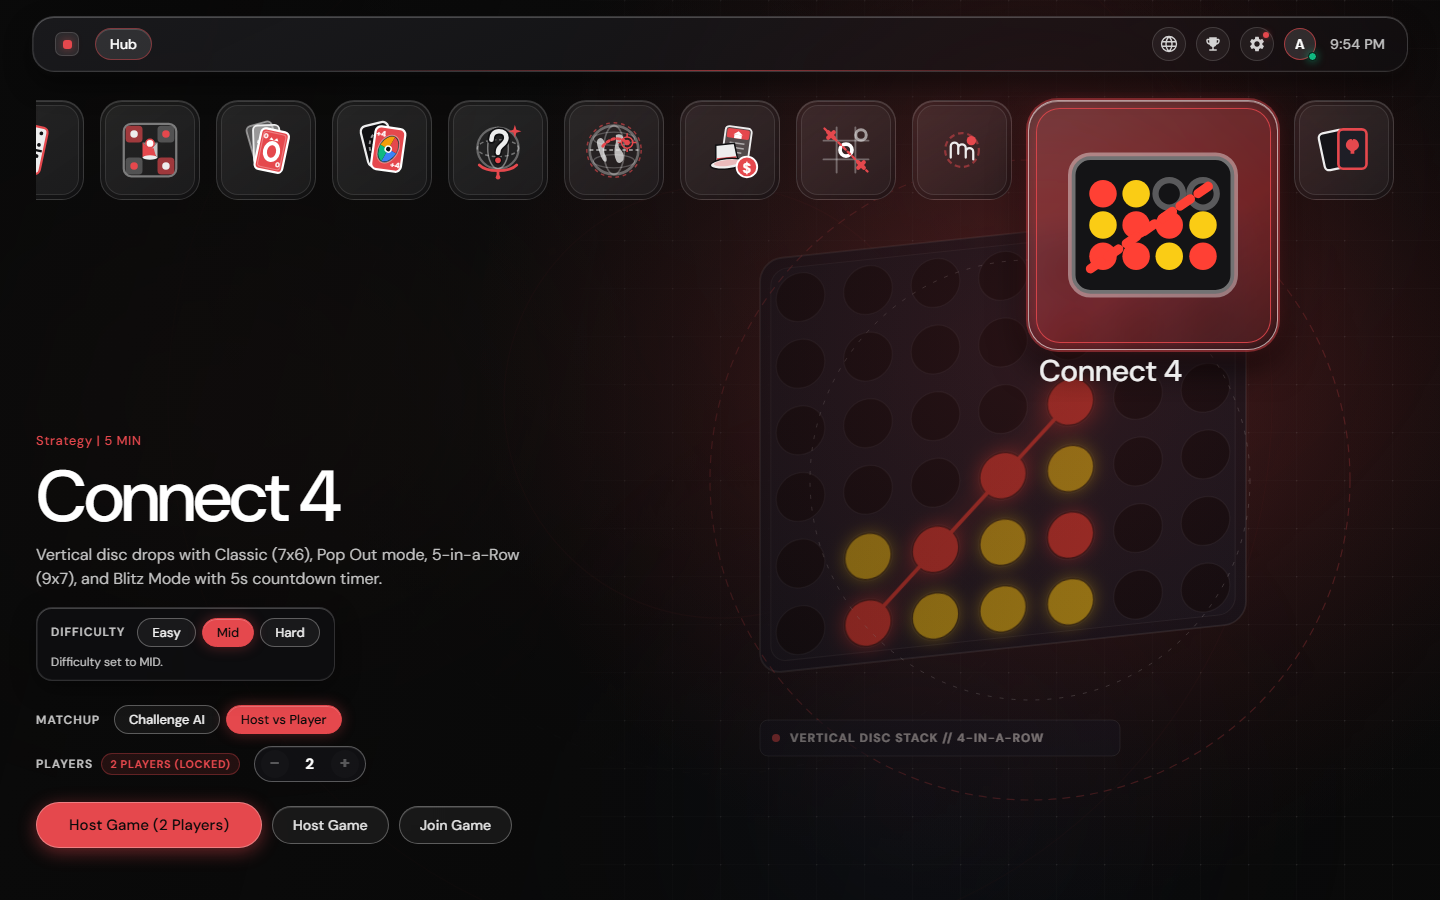 Hub
A
9:54 PM
+4
+4
?
$
m
Connect 4
Strategy | 5 MIN
Connect 4
Vertical disc drops with Classic (7x6), Pop Out mode, 5-in-a-Row
(9x7), and Blitz Mode with 5s countdown timer.
DIFFICULTY Easy Mid Hard
Difficulty set to MID.
MATCHUP Challenge AI Host vs Player
PLAYERS 2 PLAYERS (LOCKED) − 2 +
Host Game (2 Players) Host Game Join Game
VERTICAL DISC STACK // 4-IN-A-ROW